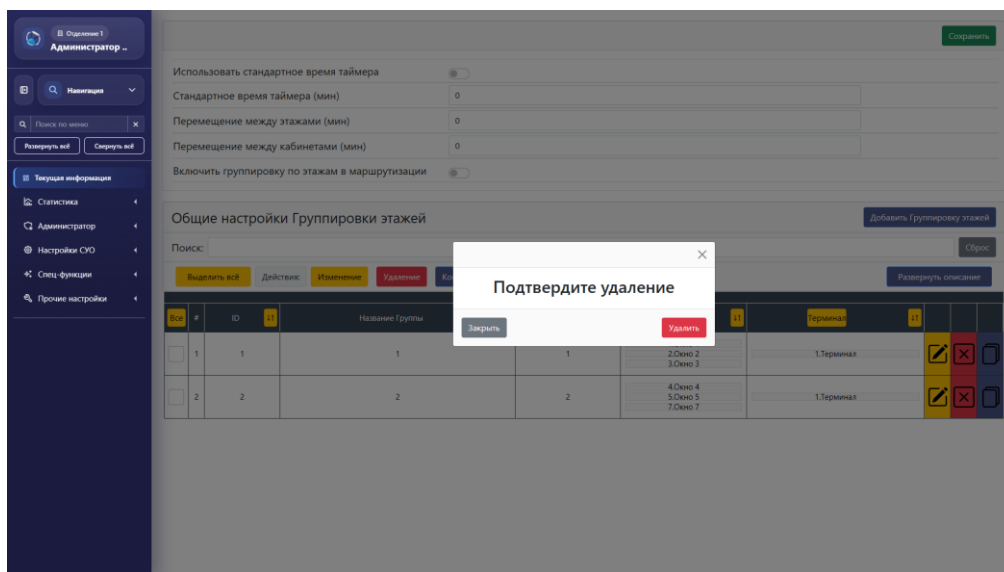 Отделение 1
Администратор ..
Навигация
Поиск по меню
Развернуть всё
Свернуть всё
Текущая информация
Статистика
Администратор
Настройки СУО
Спец-функции
Прочие настройки
Сохранить
Использовать стандартное время таймера
Стандартное время таймера (мин) 0
Перемещение между этажами (мин) 0
Перемещение между кабинетами (мин) 0
Включить группировку по этажам в маршрутизации
Общие настройки Группировки этажей
Добавить Группировку этажей
Поиск:
Сброс
Выделить всё Действия: Изменение Удаление
Развернуть описание
Подтвердите удаление
Закрыть
Удалить
Все # ID Название Группы Терминал
1 1 1 1
2.Окно 2
3.Окно 3
1.Терминал
2 2 2 2
4.Окно 4
5.Окно 5
7.Окно 7
1.Терминал